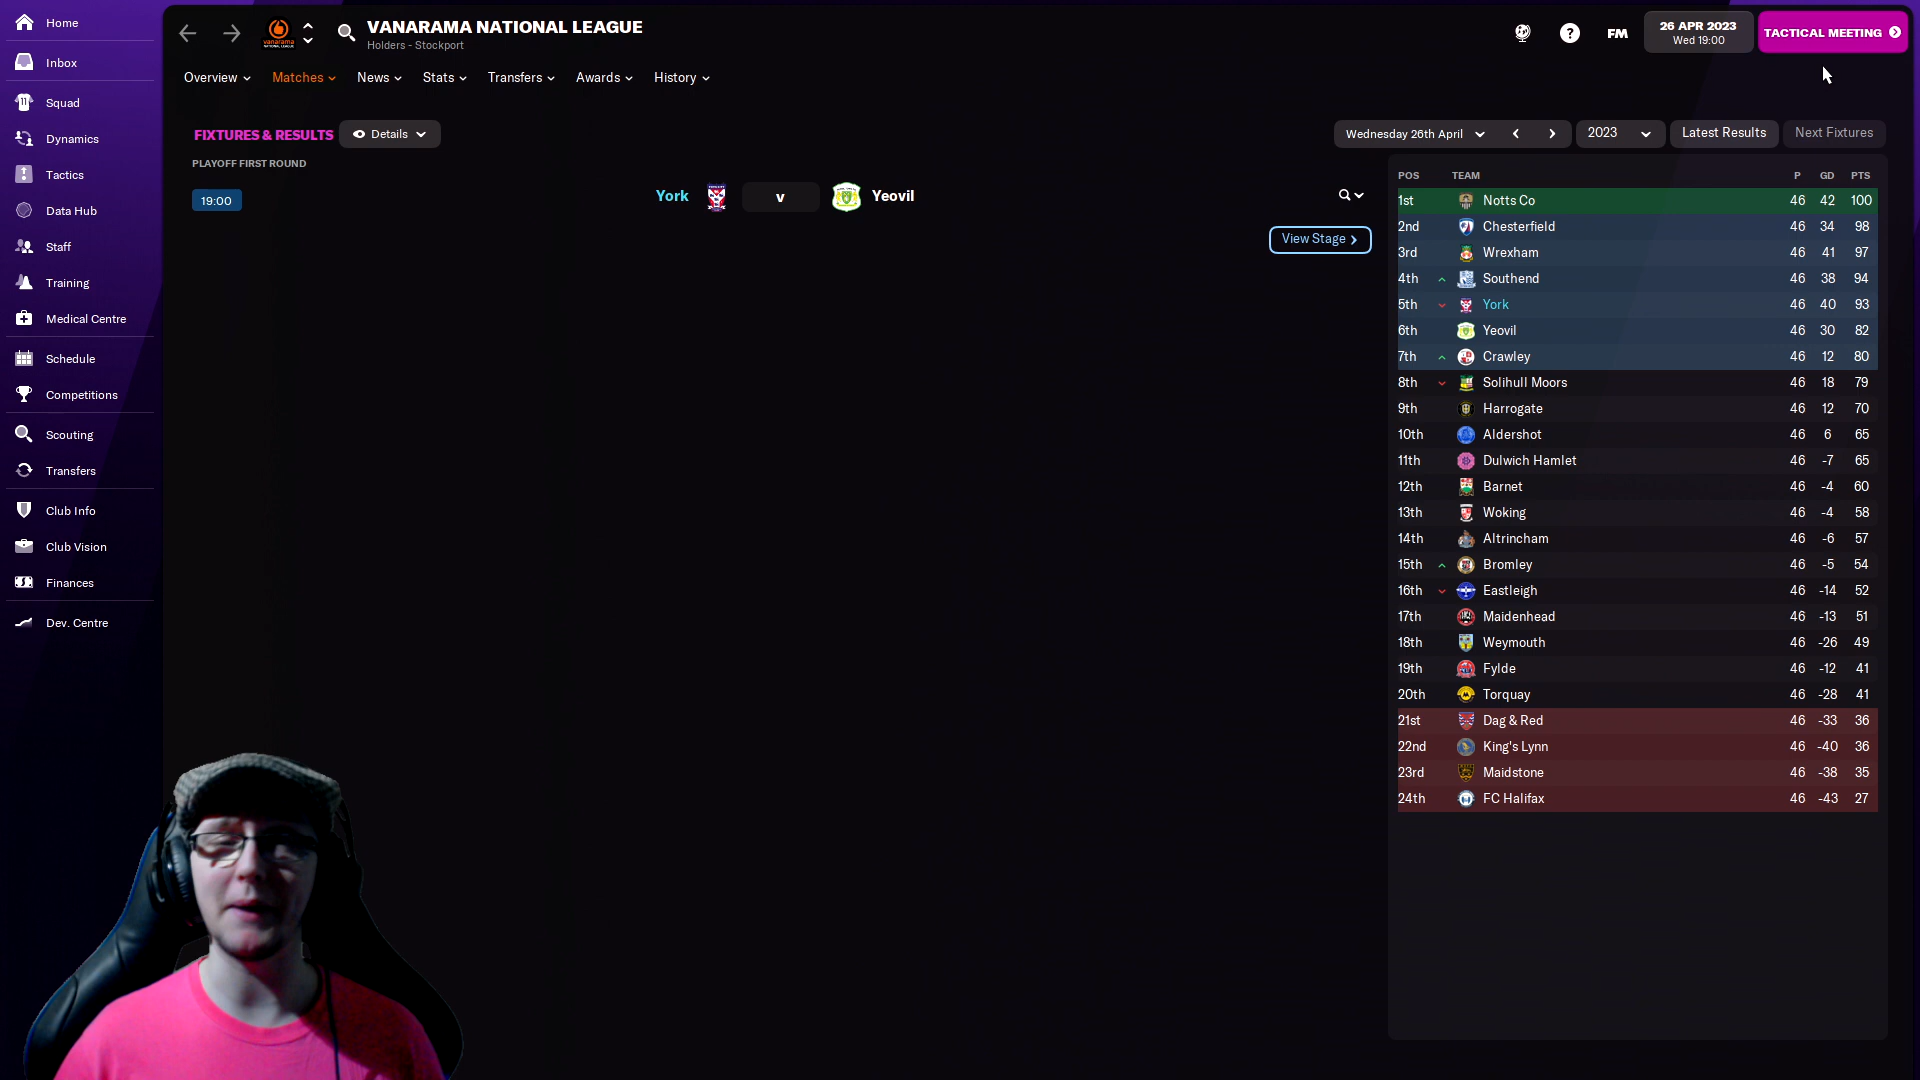 Home
Inbox
Squad
Dynamics
Tactics
Data Hub
Staff
Training
Medical Centre
Schedule
Competitions
Scouting
Transfers
Club Info
Club Vision
Finances
Dev. Centre
VANARAMA NATIONAL LEAGUE
Holders - Stockport
FM
26 APR 2023
Wed 19:00
TACTICAL MEETING
Overview Matches News Stats Transfers Awards History
FIXTURES & RESULTS Details
Wednesday 26th April 2023 Latest Results Next Fixtures
PLAYOFF FIRST ROUND
19:00 York v Yeovil
View Stage
POS TEAM P GD PTS
1st Notts Co 46 42 100
2nd Chesterfield 46 34 98
3rd Wrexham 46 41 97
4th Southend 46 38 94
5th York 46 40 93
6th Yeovil 46 30 82
7th Crawley 46 12 80
8th Solihull Moors 46 18 79
9th Harrogate 46 12 70
10th Aldershot 46 6 65
11th Dulwich Hamlet 46 -7 65
12th Barnet 46 -4 60
13th Woking 46 -4 58
14th Altrincham 46 -6 57
15th Bromley 46 -5 54
16th Eastleigh 46 -14 52
17th Maidenhead 46 -13 51
18th Weymouth 46 -26 49
19th Fylde 46 -12 41
20th Torquay 46 -28 41
21st Dag & Red 46 -33 36
22nd King's Lynn 46 -40 36
23rd Maidstone 46 -38 35
24th FC Halifax 46 -43 27